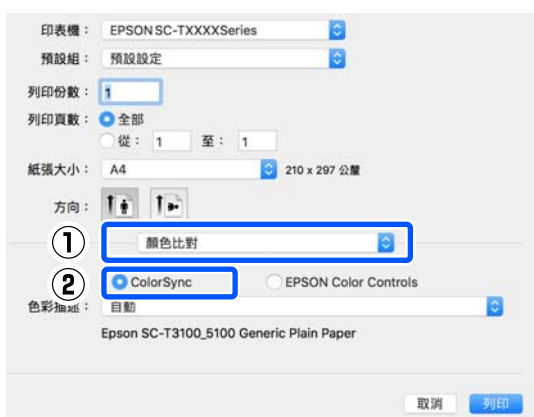 印表機： EPSON SC-TXXXXSeries
預設組： 預設設定
列印份數： 1
列印頁數： 全部
從： 1 至： 1
紙張大小： A4 210 x 297 公釐
方向：
① 顏色比對
② ColorSync EPSON Color Controls
色彩描述： 自動
Epson SC-T3100_5100 Generic Plain Paper
取消 列印